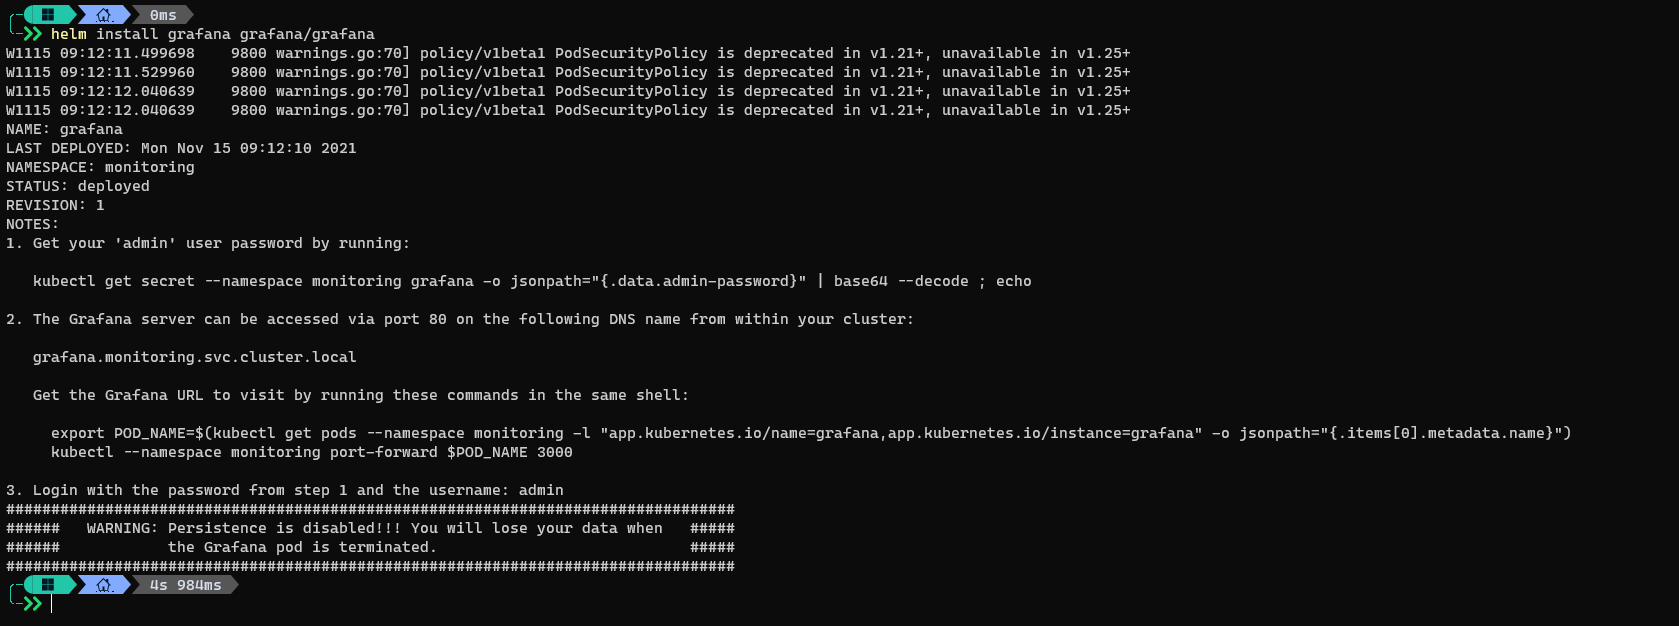 0ms
helm install grafana grafana/grafana
W1115 09:12:11.499698    9800 warnings.go:70] policy/v1beta1 PodSecurityPolicy is deprecated in v1.21+, unavailable in v1.25+
W1115 09:12:11.529960    9800 warnings.go:70] policy/v1beta1 PodSecurityPolicy is deprecated in v1.21+, unavailable in v1.25+
W1115 09:12:12.040639    9800 warnings.go:70] policy/v1beta1 PodSecurityPolicy is deprecated in v1.21+, unavailable in v1.25+
W1115 09:12:12.040639    9800 warnings.go:70] policy/v1beta1 PodSecurityPolicy is deprecated in v1.21+, unavailable in v1.25+
NAME: grafana
LAST DEPLOYED: Mon Nov 15 09:12:10 2021
NAMESPACE: monitoring
STATUS: deployed
REVISION: 1
NOTES:
1. Get your 'admin' user password by running:
   kubectl get secret --namespace monitoring grafana -o jsonpath="{.data.admin-password}" | base64 --decode ; echo
2. The Grafana server can be accessed via port 80 on the following DNS name from within your cluster:
   grafana.monitoring.svc.cluster.local
   Get the Grafana URL to visit by running these commands in the same shell:
     export POD_NAME=$(kubectl get pods --namespace monitoring -l "app.kubernetes.io/name=grafana,app.kubernetes.io/instance=grafana" -o jsonpath="{.items[0].metadata.name}")
     kubectl --namespace monitoring port-forward $POD_NAME 3000
3. Login with the password from step 1 and the username: admin
#################################################################################
######   WARNING: Persistence is disabled!!! You will lose your data when   #####
######            the Grafana pod is terminated.                            #####
#################################################################################
4s 984ms